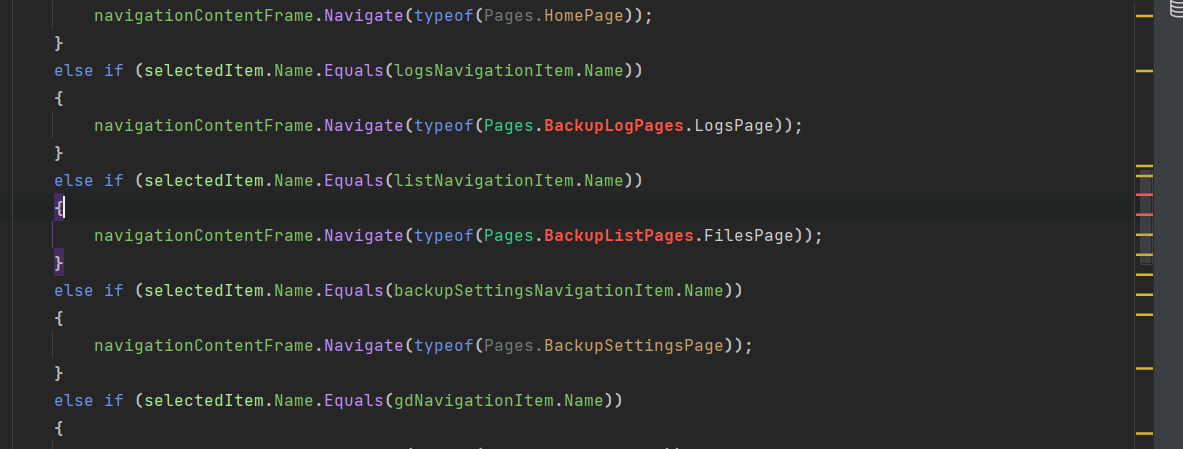 navigationContentFrame.Navigate(typeof(Pages.HomePage));
}
else if (selectedItem.Name.Equals(logsNavigationItem.Name))
{
navigationContentFrame.Navigate(typeof(Pages.BackupLogPages.LogsPage));
}
else if (selectedItem.Name.Equals(listNavigationItem.Name))
{
navigationContentFrame.Navigate(typeof(Pages.BackupListPages.FilesPage));
}
else if (selectedItem.Name.Equals(backupSettingsNavigationItem.Name))
{
navigationContentFrame.Navigate(typeof(Pages.BackupSettingsPage));
}
else if (selectedItem.Name.Equals(gdNavigationItem.Name))
{